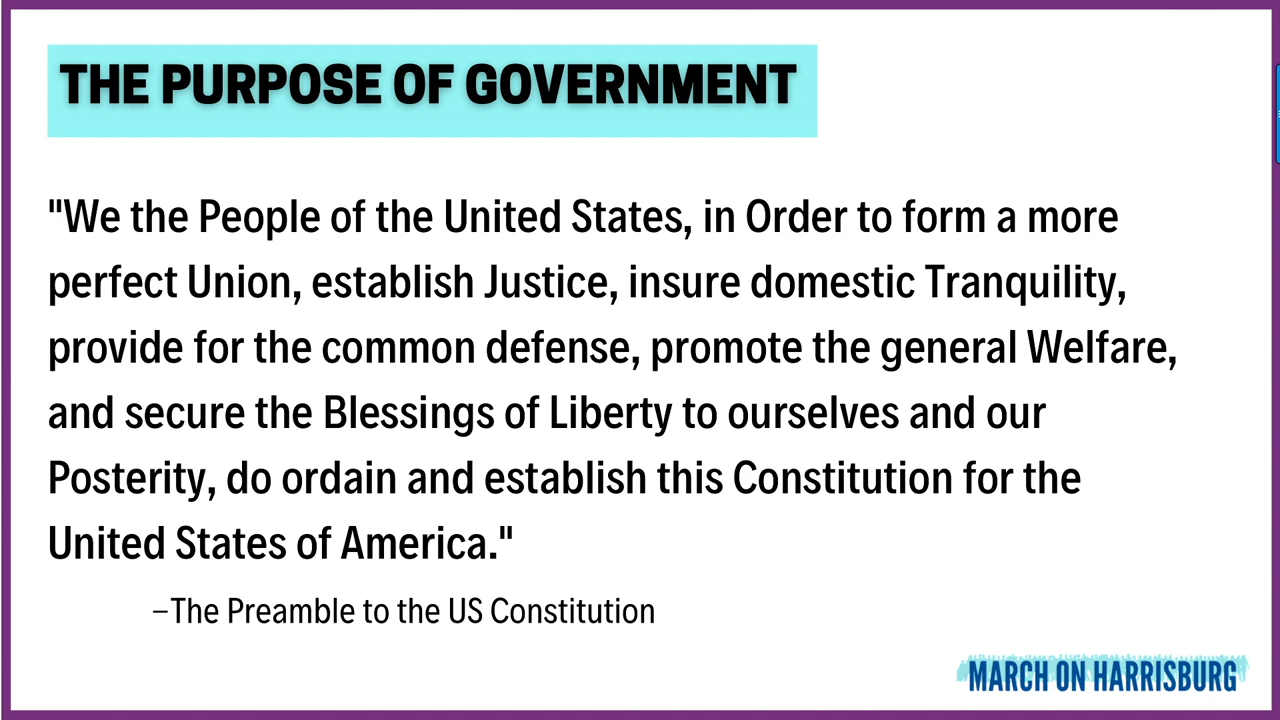 THE PURPOSE OF GOVERNMENT
"We the People of the United States, in Order to form a more
perfect Union, establish Justice, insure domestic Tranquility,
provide for the common defense, promote the general Welfare,
and secure the Blessings of Liberty to ourselves and our
Posterity, do ordain and establish this Constitution for the
United States of America."
–The Preamble to the US Constitution
MARCH ON HARRISBURG